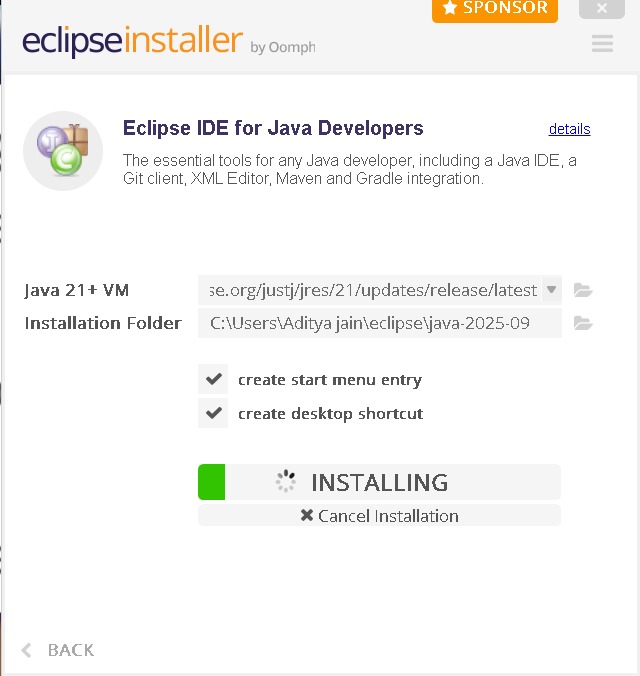 SPONSOR
eclipseinstaller by Oomph
Eclipse IDE for Java Developers
details
The essential tools for any Java developer, including a Java IDE, a
Git client, XML Editor, Maven and Gradle integration.
Java 21+ VM
se.org/justj/jres/21/updates/release/latest
Installation Folder
C:\Users\Aditya jain\eclipse\java-2025-09
create start menu entry
create desktop shortcut
INSTALLING
Cancel Installation
BACK